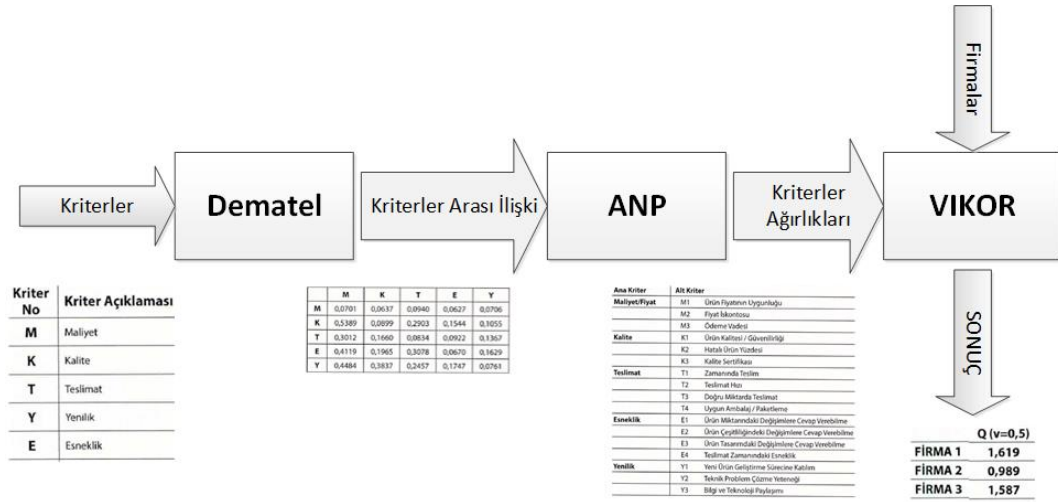 Firmalar
Kriterler
Dematel
Kriterler Arası İlişki
ANP
Kriterler
Ağırlıkları
VIKOR
Kriter
No
Kriter Açıklaması
M Maliyet
K Kalite
T Teslimat
Y Yenilik
E Esneklik
M K T E Y
M 0,0701 0,0637 0,0940 0,0627 0,0706
K 0,5389 0,0899 0,2903 0,1544 0,1055
T 0,3012 0,1660 0,0834 0,0922 0,1367
E 0,4119 0,1965 0,3078 0,0670 0,1629
Y 0,4484 0,3837 0,2457 0,1747 0,0761
Ana Kriter Alt Kriter
Maliyet/Fiyat M1 Ürün Fiyatının Uygunluğu
M2 Fiyat İskontosu
M3 Ödeme Vadesi
Kalite K1 Ürün Kalitesi / Güvenilirliği
K2 Hatalı Ürün Yüzdesi
K3 Kalite Sertifikası
Teslimat T1 Zamanında Teslim
T2 Teslimat Hızı
T3 Doğru Miktarda Teslimat
T4 Uygun Ambalaj / Paketleme
Esneklik E1 Ürün Miktarındaki Değişimlere Cevap Verebilme
E2 Ürün Çeşitliliğindeki Değişimlere Cevap Verebilme
E3 Ürün Tasarımdaki Değişimlere Cevap Verebilme
E4 Teslimat Zamanındaki Esneklik
Yenilik Y1 Yeni Ürün Geliştirme Sürecine Katılım
Y2 Teknik Problem Çözme Yeteneği
Y3 Bilgi ve Teknoloji Paylaşımı
SONUÇ
Q (v=0,5)
FİRMA 1 1,619
FİRMA 2 0,989
FİRMA 3 1,587